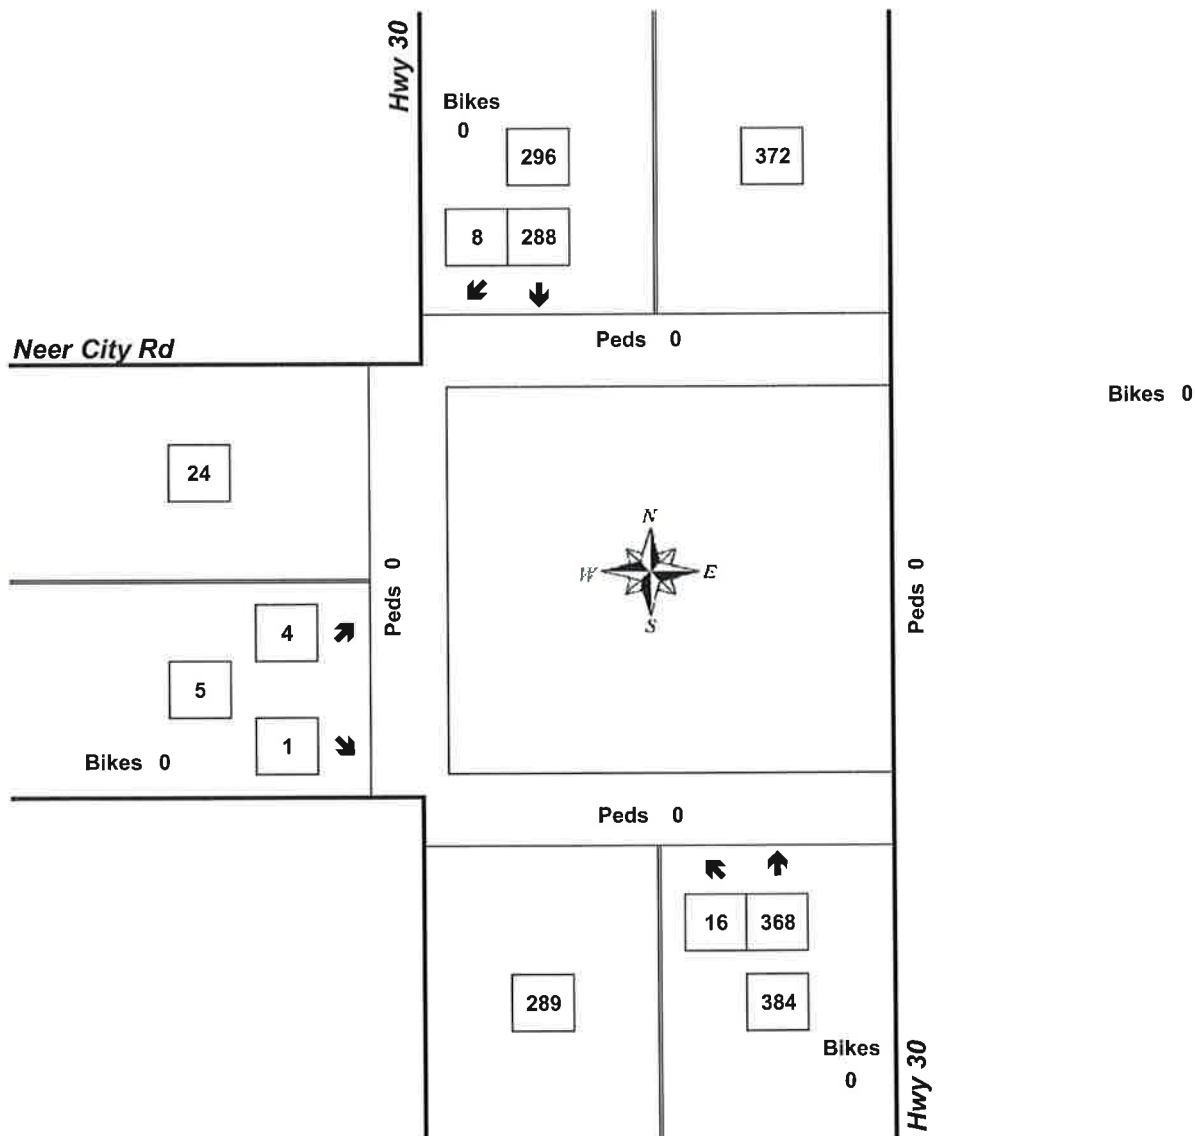 Hwy 30
Bikes
0
296
372
8 288
Peds 0
Neer City Rd
Bikes 0
24
N
W E
S
Peds 0
Peds 0
4
5
1
Bikes 0
Peds 0
16 368
289
384
Bikes
0
Hwy 30